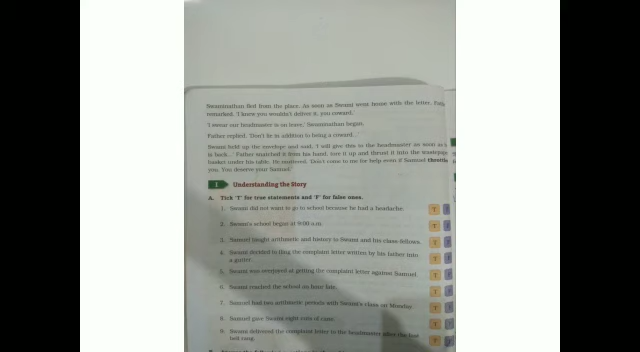 Swaminathan fled from the place. As soon as Swami went home with the letter, Father
remarked, 'I knew you wouldn't deliver it, you coward.'
'I swear our headmaster is on leave,' Swaminathan began.
Father replied, 'Don't lie in addition to being a coward...'
Swami held up the envelope and said, 'I will give this to the headmaster as soon as
is back...' Father snatched it from his hand, tore it up and thrust it into the wastepaper
basket under his table. He muttered, 'Don't come to me for help even if Samuel throttles
you. You deserve your Samuel.'
I Understanding the Story
A. Tick 'T' for true statements and 'F' for false ones.
1. Swami did not want to go to school because he had a headache. T F
2. Swami's school began at 9:00 a.m. T F
3. Samuel taught arithmetic and history to Swami and his class-fellows. T F
4. Swami decided to fling the complaint letter written by his father into
a gutter. T F
5. Swami was overjoyed at getting the complaint letter against Samuel. T F
6. Swami reached the school an hour late. T F
7. Samuel had two arithmetic periods with Swami's class on Monday. T F
8. Samuel gave Swami eight cuts of cane. T F
9. Swami delivered the complaint letter to the headmaster after the last
bell rang. T F